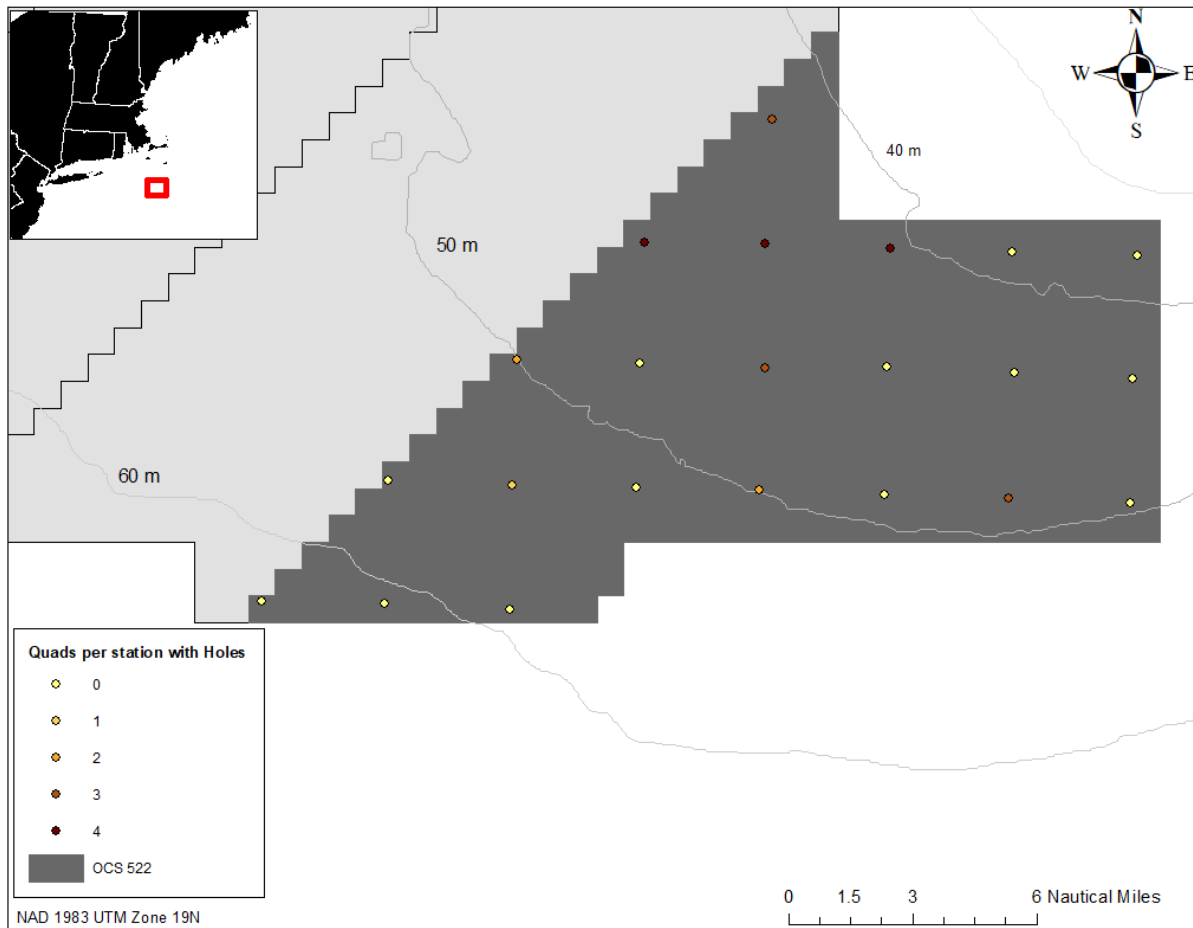 N
W E
S
40 m
50 m
60 m
Quads per station with Holes
0
1
2
3
4
OCS 522
NAD 1983 UTM Zone 19N
0 1.5 3 6 Nautical Miles